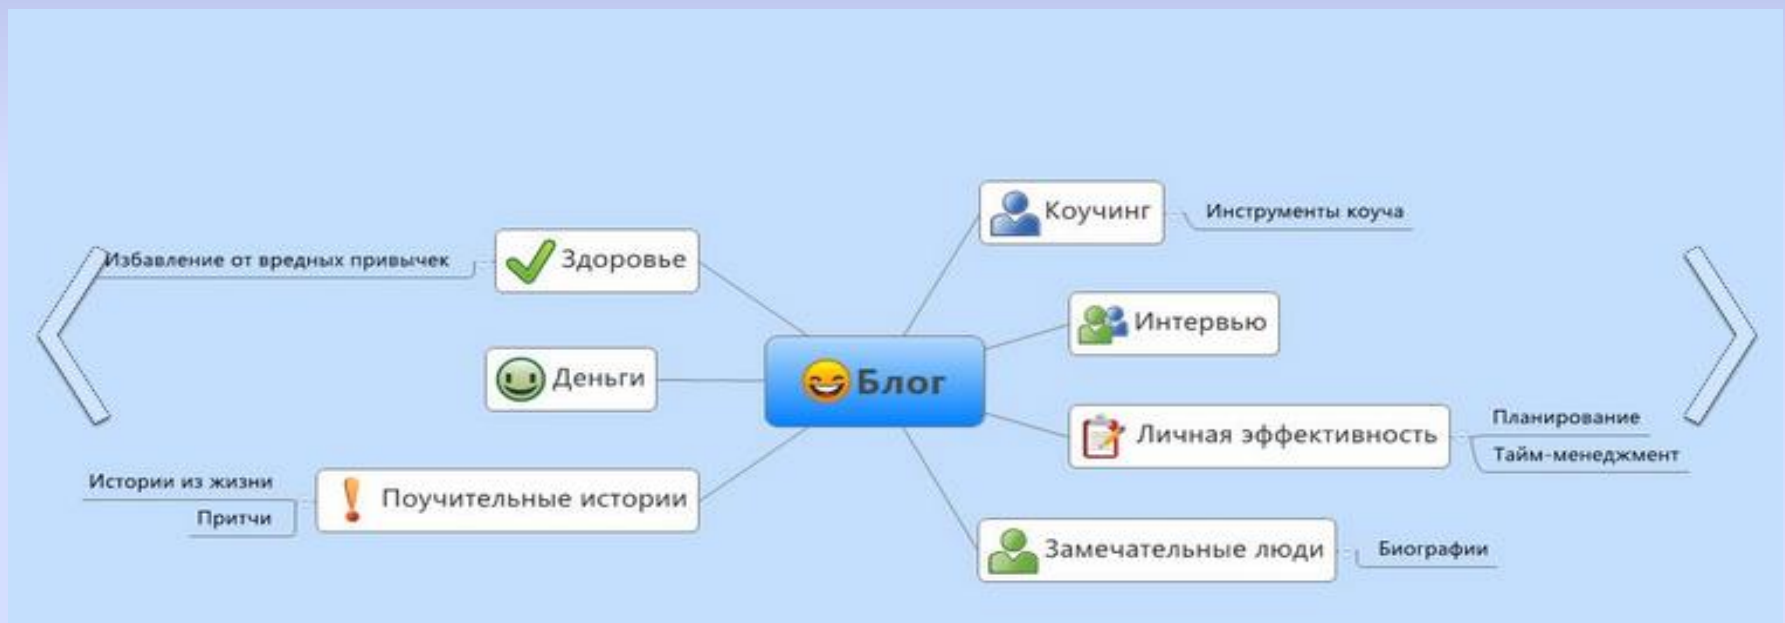 Коучинг
Инструменты коуча
Избавление от вредных привычек
Здоровье
Интервью
Деньги
Блог
Личная эффективность
Планирование
Тайм-менеджмент
Истории из жизни
Притчи
Поучительные истории
Замечательные люди
Биографии